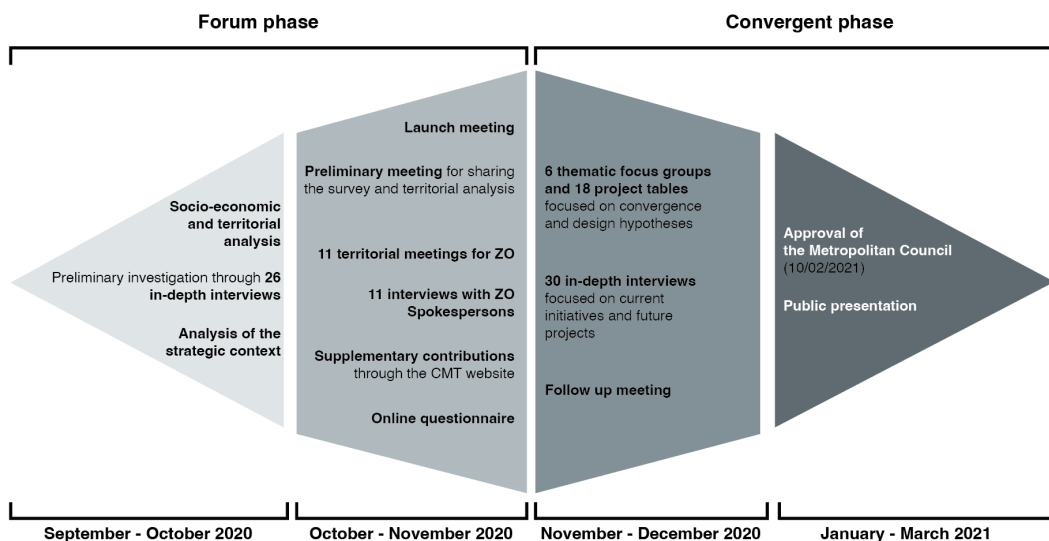 Forum phase
Convergent phase
Socio-economic
and territorial
analysis
Preliminary investigation through 26
in-depth interviews
Analysis of the
strategic context
Launch meeting
Preliminary meeting for sharing
the survey and territorial analysis
11 territorial meetings for ZO
11 interviews with ZO
Spokespersons
Supplementary contributions
through the CMT website
Online questionnaire
6 thematic focus groups
and 18 project tables
focused on convergence
and design hypotheses
30 in-depth interviews
focused on current
initiatives and future
projects
Follow up meeting
Approval of
the Metropolitan Council
(10/02/2021)
Public presentation
September - October 2020
October - November 2020
November - December 2020
January - March 2021